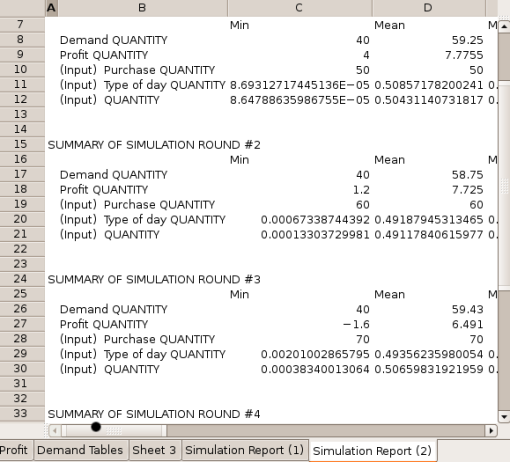 A B C D
7 Min Mean M
8 Demand QUANTITY 40 59.25
9 Profit QUANTITY 4 7.7755
10 (Input) Purchase QUANTITY 50 50
11 (Input) Type of day QUANTITY 8.69312717445136E−05 0.50857178200241 0.
12 (Input) QUANTITY 8.64788635986755E−05 0.50431140731817 0.
13
14
15 SUMMARY OF SIMULATION ROUND #2
16 Min Mean M
17 Demand QUANTITY 40 58.75
18 Profit QUANTITY 1.2 7.725
19 (Input) Purchase QUANTITY 60 60
20 (Input) Type of day QUANTITY 0.00067338744392 0.49187945313465 0.
21 (Input) QUANTITY 0.00013303729981 0.49117840615977 0.
22
23
24 SUMMARY OF SIMULATION ROUND #3
25 Min Mean M
26 Demand QUANTITY 40 59.43
27 Profit QUANTITY −1.6 6.491
28 (Input) Purchase QUANTITY 70 70
29 (Input) Type of day QUANTITY 0.00201002865795 0.49356235980054 0.
30 (Input) QUANTITY 0.00038340013064 0.50659831921959 0.
31
32
33 SUMMARY OF SIMULATION ROUND #4
Profit Demand Tables Sheet 3 Simulation Report (1) Simulation Report (2)